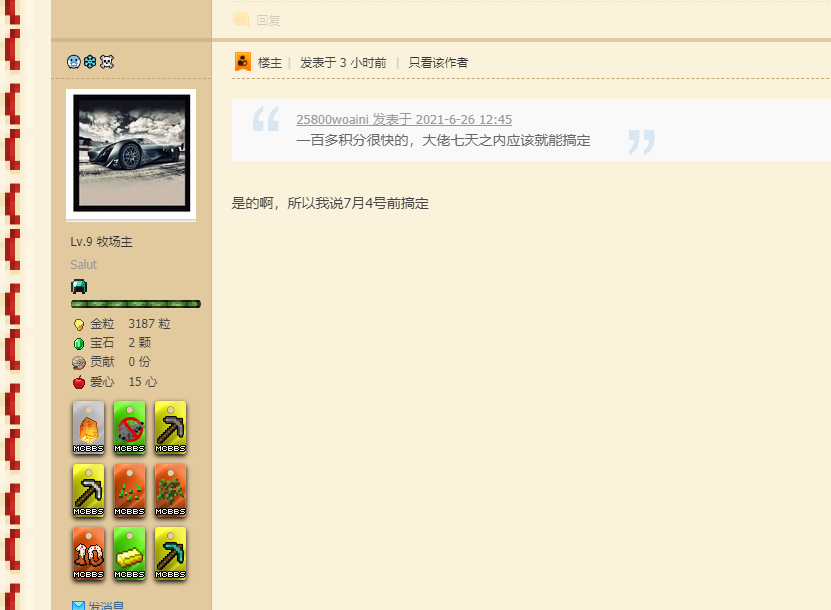 回复
楼主 | 发表于 3 小时前 | 只看该作者
25800woaini 发表于 2021-6-26 12:45
一百多积分很快的，大佬七天之内应该就能搞定
是的啊，所以我说7月4号前搞定
Lv.9 牧场主
Salut
金粒 3187 粒
宝石 2 颗
贡献 0 份
爱心 15 心
MCBBS MCBBS MCBBS
MCBBS MCBBS MCBBS
10
MCBBS MCBBS MCBBS
发消息